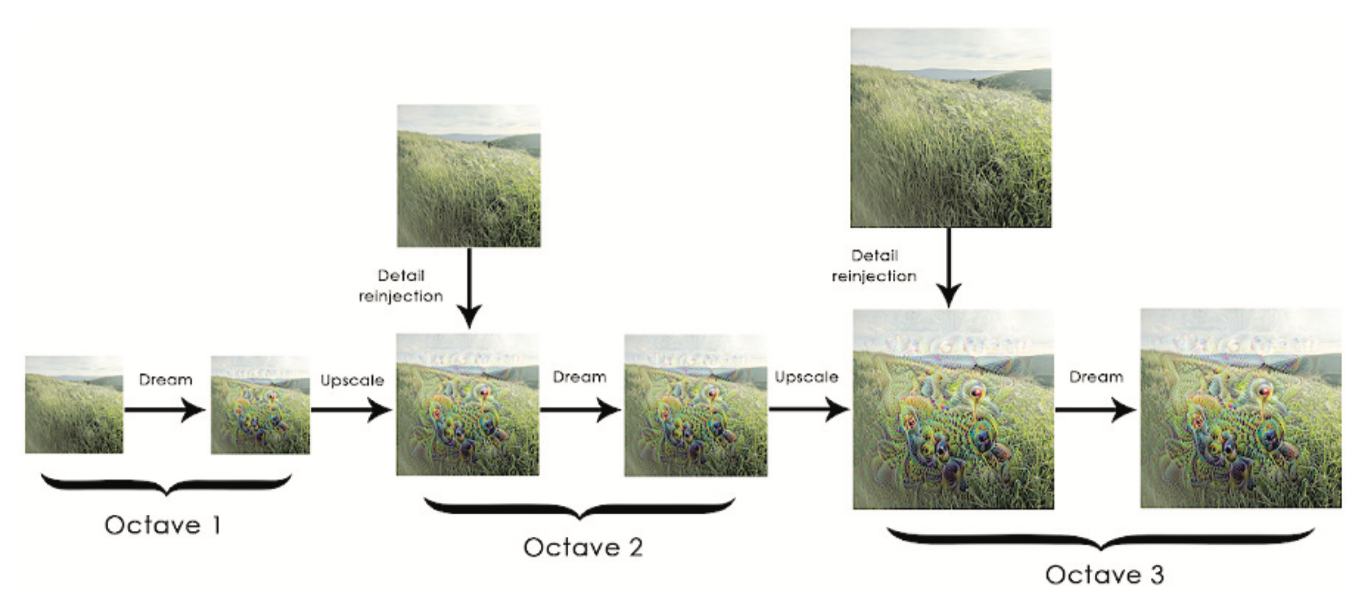 Detail
reinjection
Detail
reinjection
Dream
Upscale
Dream
Upscale
Dream
Octave 1
Octave 2
Octave 3